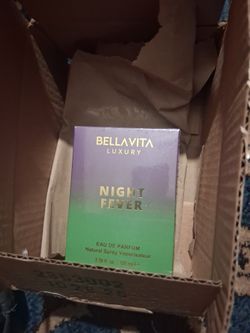 BELLAVITA
LUXURY
NIGHT
FEVER
EAU DE PARFUM
Natural Spray Vaporisateur